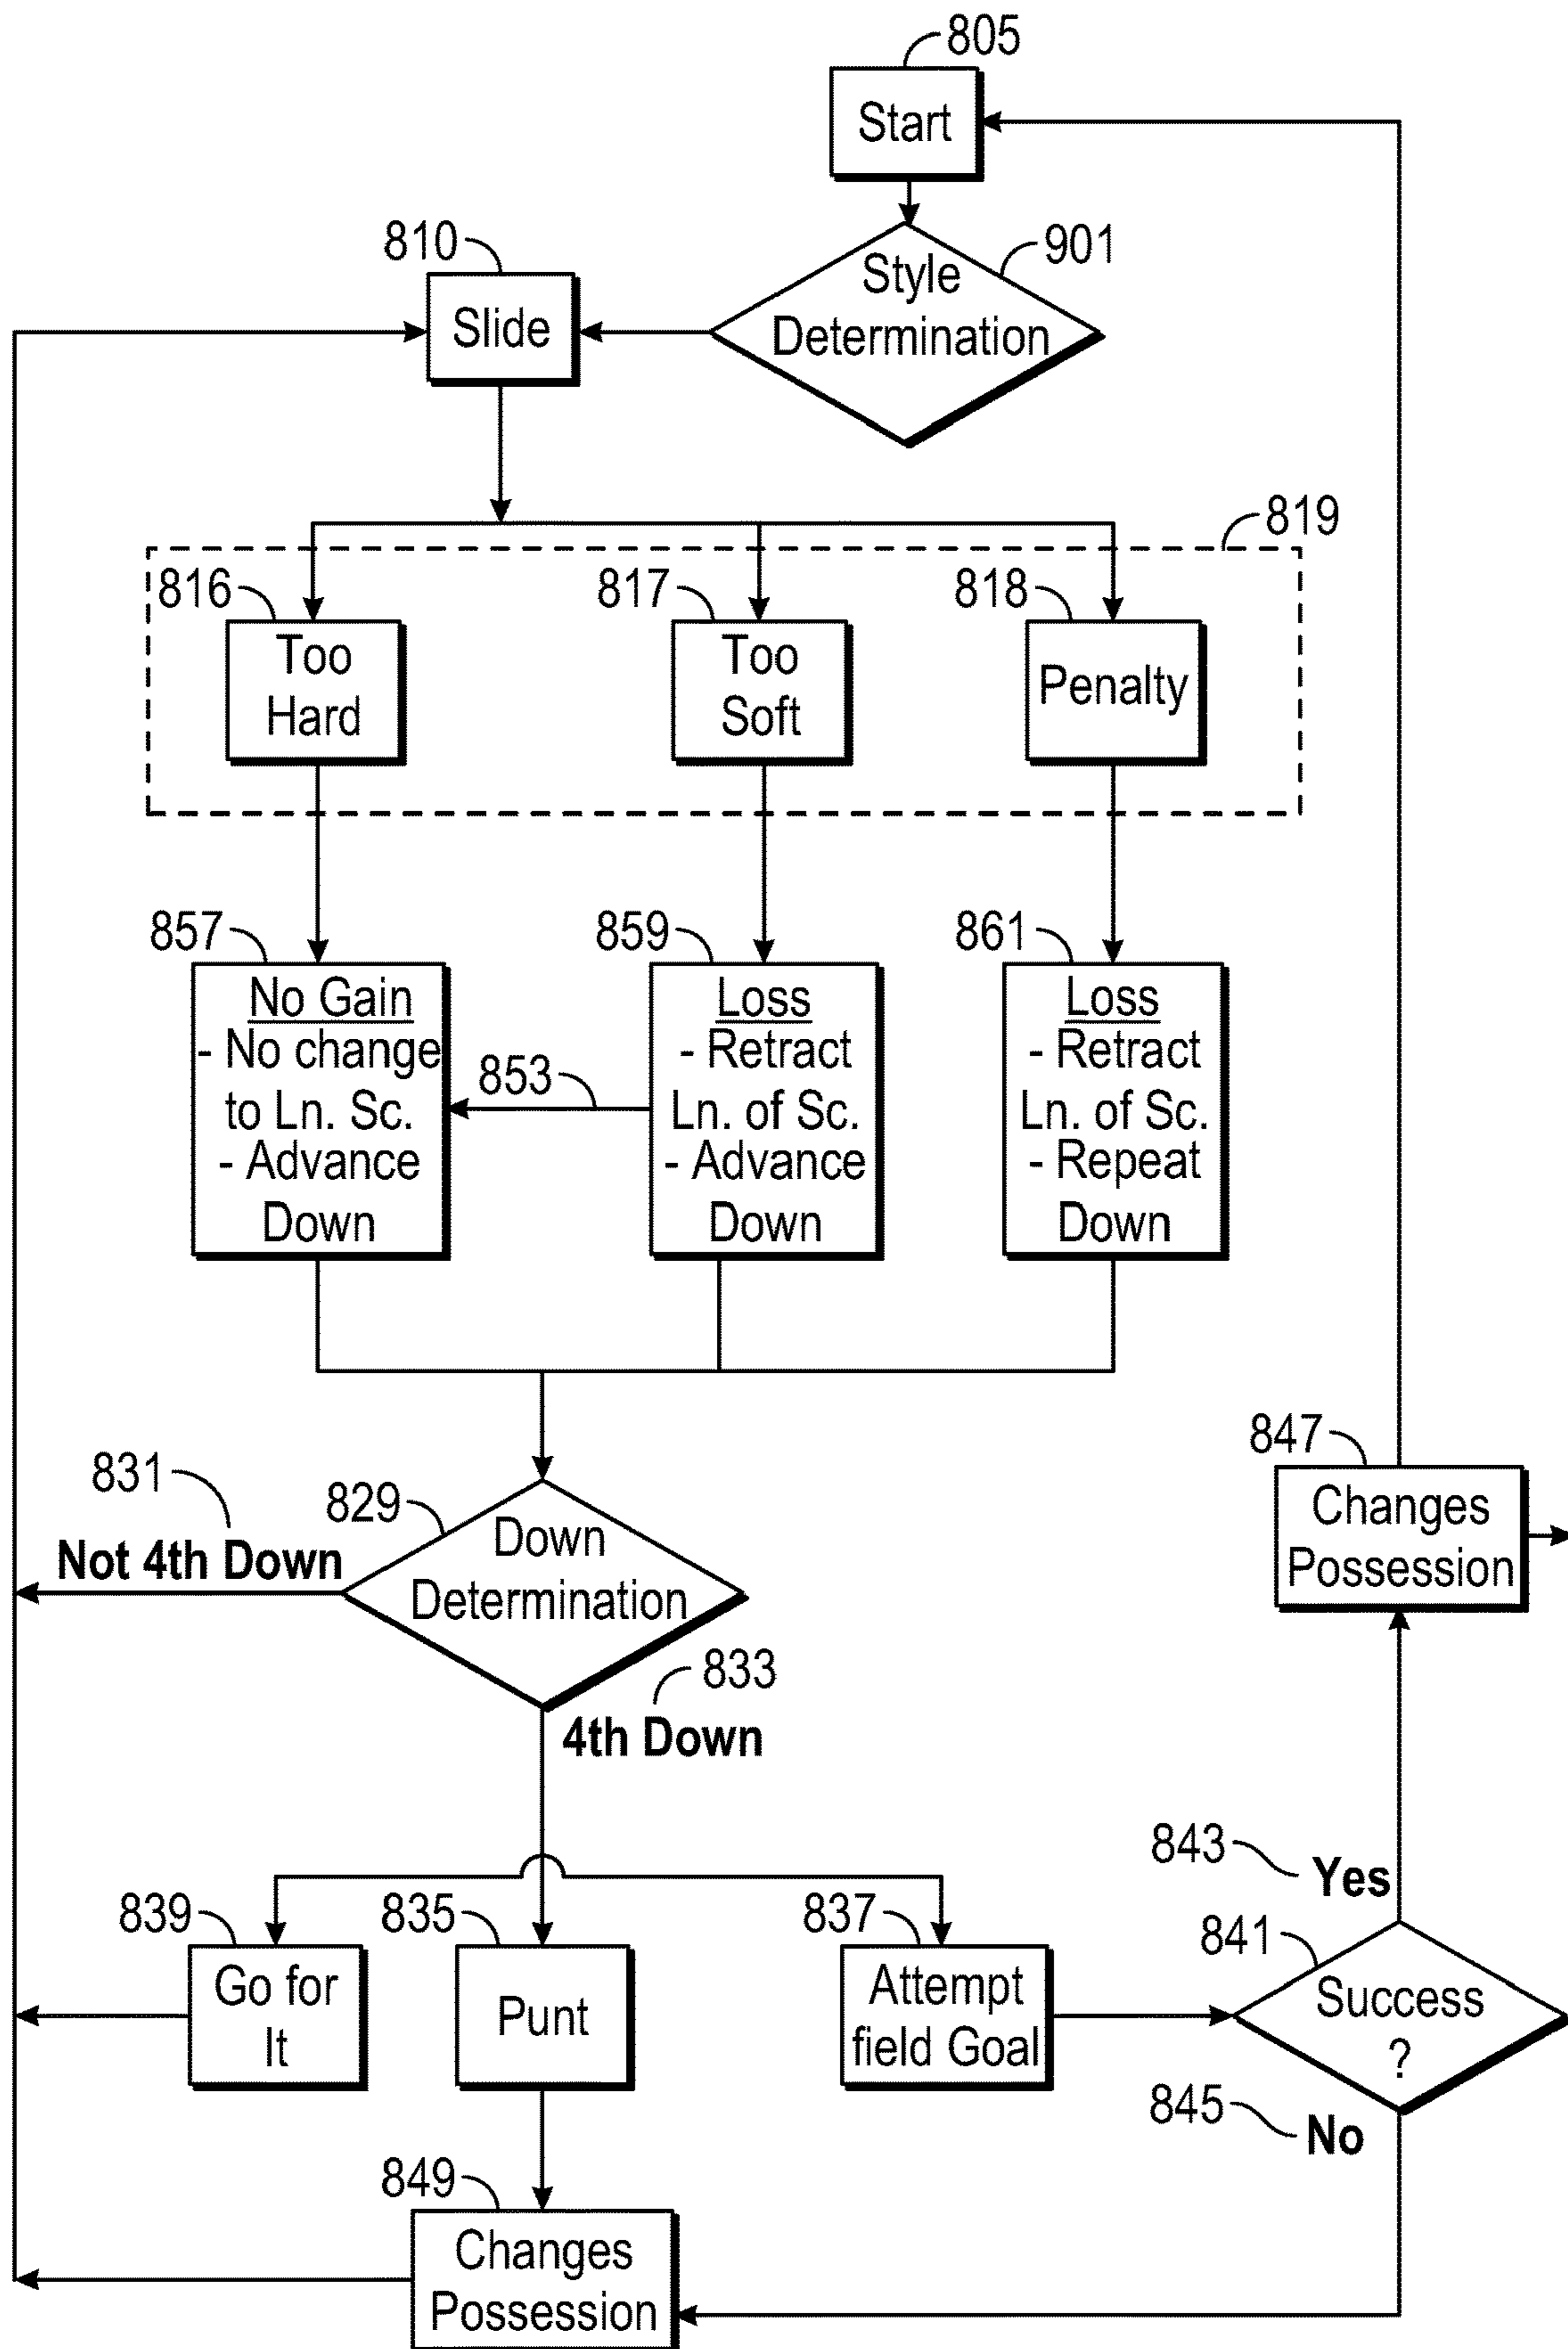 805
Start
810
901
Style
Determination
Slide
819
816
817
818
Too
Hard
Too
Soft
Penalty
857
859
861
No Gain
- No change
to Ln. Sc.
- Advance
Down
853
Loss
- Retract
Ln. of Sc.
- Advance
Down
Loss
- Retract
Ln. of Sc.
- Repeat
Down
831
Not 4th Down
829
Down
Determination
847
Changes
Possession
833
4th Down
843
Yes
839
835
837
841
Go for
It
Punt
Attempt
field Goal
Success
?
845
No
849
Changes
Possession